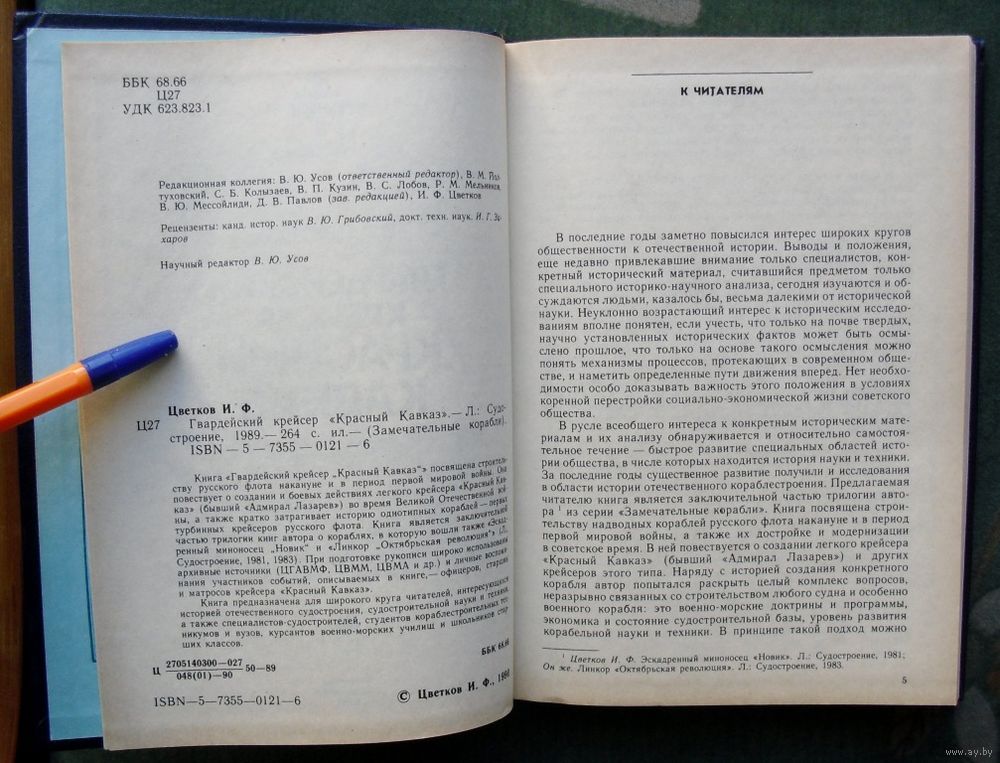 ББК 68.66
Ц27
УДК 623.823.1
Редакционная коллегия: В. Ю. Усов (ответственный редактор), В. М.
туховский, С. Б. Колызаев, В. П. Кузин, В. С. Лобов, Р. М. Мельников,
В. Ю. Мессойлиди, Д. В. Павлов (зав. редакцией), И. Ф. Цветков
Рецензенты: канд. истор. наук В. Ю. Грибовский, докт. техн. наук. И. Г. За-
харов
Научный редактор В. Ю. Усов
Цветков И. Ф.
Ц27 Гвардейский крейсер «Красный Кавказ».— Л.: Судо-
строение, 1989.— 264 с. ил.— (Замечательные корабли).
ISBN — 5 — 7355 — 0121 — 6
Книга «Гвардейский крейсер „Красный Кавказ“» посвящена строитель-
ству русского флота накануне и в период первой мировой войны. Она
повествует о создании и боевых действиях легкого крейсера «Красный Кав-
каз» (бывший «Адмирал Лазарев») во время Великой Отечественной вой-
ны, а также кратко затрагивает историю однотипных кораблей — первых
турбинных крейсеров русского флота. Книга является заключительной
частью трилогии книг автора о кораблях, в которую вошли также «Эскад-
ренный миноносец „Новик“» и «Линкор „Октябрьская революция“» (Л.:
Судостроение, 1981, 1983). При подготовке рукописи широко использованы
архивные источники (ЦГАВМФ, ЦВММ, ЦВМА и др.) и личные воспоми-
нания участников событий, описываемых в книге,— офицеров, старшин
и матросов крейсера «Красный Кавказ».
Книга предназначена для широкого круга читателей, интересующихся
историей отечественного судостроения, судостроительной науки и техники,
а также специалистов-судостроителей, студентов кораблестроительных тех-
никумов и вузов, курсантов военно-морских училищ и школьников стар-
ших классов.
ББК 68.66
Ц 2705140300—027
048(01)—90 50—89
ISBN—5—7355—0121—6
© Цветков И. Ф.,
К ЧИТАТЕЛЯМ
В последние годы заметно повысился интерес широких кругов
общественности к отечественной истории. Выводы и положения,
еще недавно привлекавшие внимание только специалистов, кон-
кретный исторический материал, считавшийся предметом только
специального историко-научного анализа, сегодня изучаются и об-
суждаются людьми, казалось бы, весьма далекими от исторической
науки. Неуклонно возрастающий интерес к историческим исследо-
ваниям вполне понятен, если учесть, что только на почве твердых,
научно установленных исторических фактов может быть осмы-
слено прошлое, что только на основе такого осмысления можно
понять механизмы процессов, протекающих в современном обще-
стве, и наметить определенные пути движения вперед. Нет необхо-
димости особо доказывать важность этого положения в условиях
коренной перестройки социально-экономической жизни советского
общества.
В русле всеобщего интереса к конкретным историческим мате-
риалам и их анализу обнаруживается и относительно самостоя-
тельное течение — быстрое развитие специальных областей исто-
рии общества, в числе которых находится история науки и техники.
За последние годы существенное развитие получили и исследования
в области истории отечественного кораблестроения. Предлагаемая
читателю книга является заключительной частью трилогии авто-
ра ¹ из серии «Замечательные корабли». Книга посвящена строи-
тельству надводных кораблей русского флота накануне и в период
первой мировой войны, а также их достройке и модернизации
в советское время. В ней повествуется о создании легкого крейсера
«Красный Кавказ» (бывший «Адмирал Лазарев») и других
крейсеров этого типа. Наряду с историей создания конкретного
корабля автор попытался раскрыть целый комплекс вопросов,
неразрывно связанных со строительством любого судна и особенно
военного корабля: это военно-морские доктрины и программы,
экономика и состояние судостроительной базы, уровень развития
корабельной науки и техники. В принципе такой подход можно
¹ Цветков И. Ф. Эскадренный миноносец «Новик». Л.: Судостроение, 1981;
Он же. Линкор «Октябрьская революция». Л.: Судостроение, 1983.
5
www.ay.by